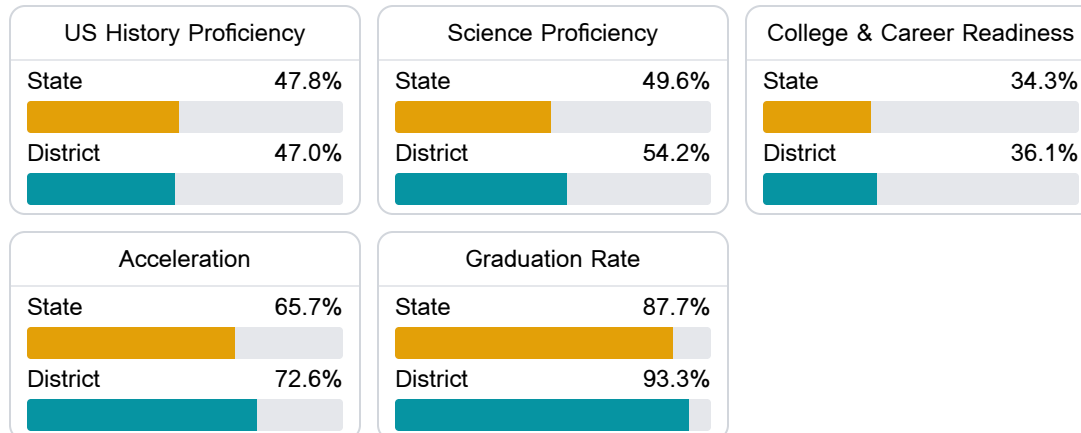 US History Proficiency
State 47.8%
District 47.0%
Science Proficiency
State 49.6%
District 54.2%
College & Career Readiness
State 34.3%
District 36.1%
Acceleration
State 65.7%
District 72.6%
Graduation Rate
State 87.7%
District 93.3%